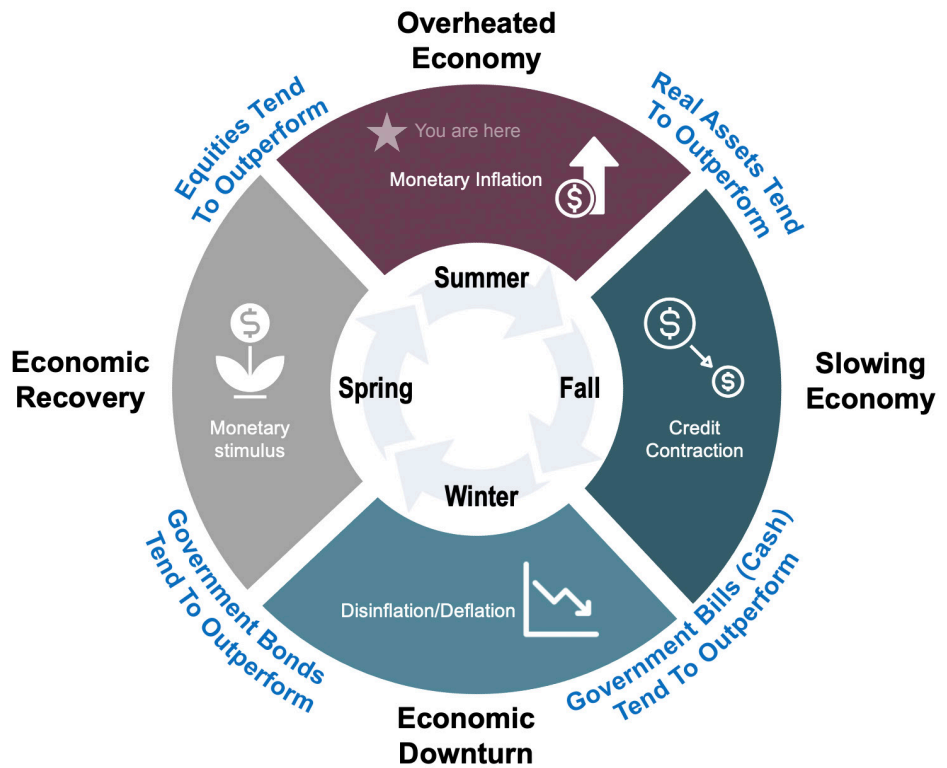 Overheated
Economy
Equities Tend
To Outperform
Real Assets Tend
To Outperform
You are here
Monetary Inflation
Summer
Economic
Recovery
Monetary
stimulus
Spring
Fall
Credit
Contraction
Slowing
Economy
Winter
Disinflation/Deflation
Government Bonds
Tend To Outperform
Government Bills (Cash)
Tend To Outperform
Economic
Downturn